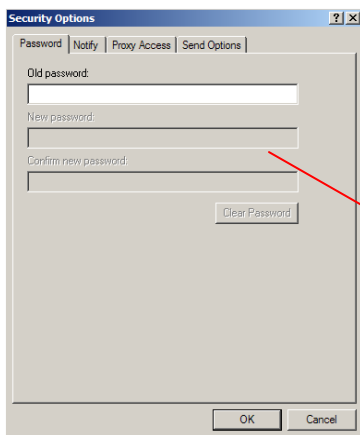 Security Options
Password Notify Proxy Access Send Options
Old password:
New password:
Confirm new password:
Clear Password
OK Cancel